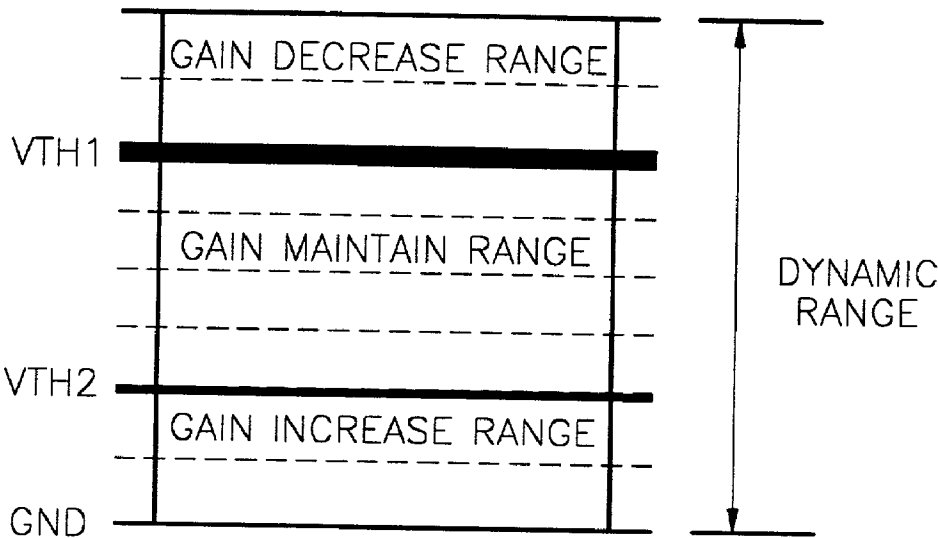 GAIN DECREASE RANGE
VTH1
GAIN MAINTAIN RANGE
DYNAMIC
RANGE
VTH2
GAIN INCREASE RANGE
GND